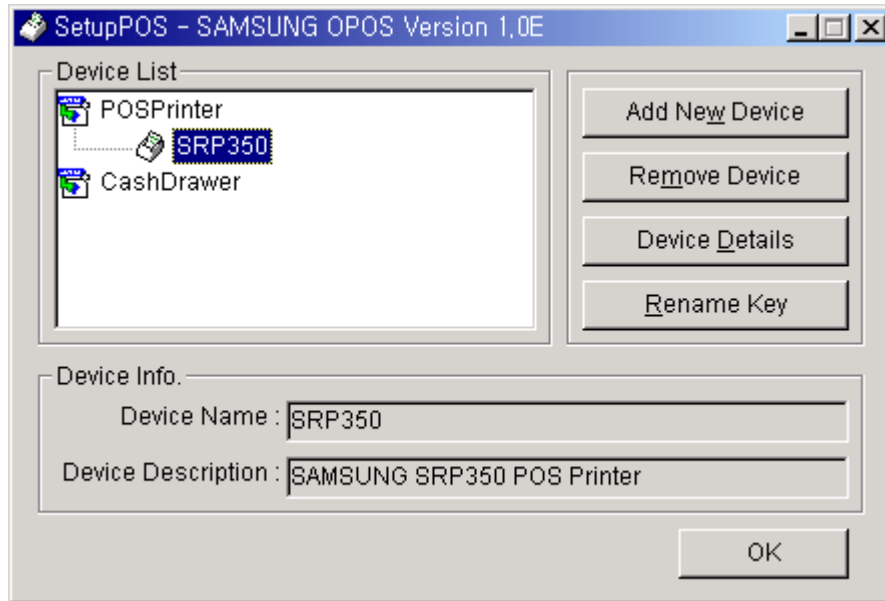 SetupPOS - SAMSUNG OPOS Version 1,0E
Device List
POSPrinter
SRP350
CashDrawer
Add New Device
Remove Device
Device Details
Rename Key
Device Info.
Device Name : SRP350
Device Description : SAMSUNG SRP350 POS Printer
OK